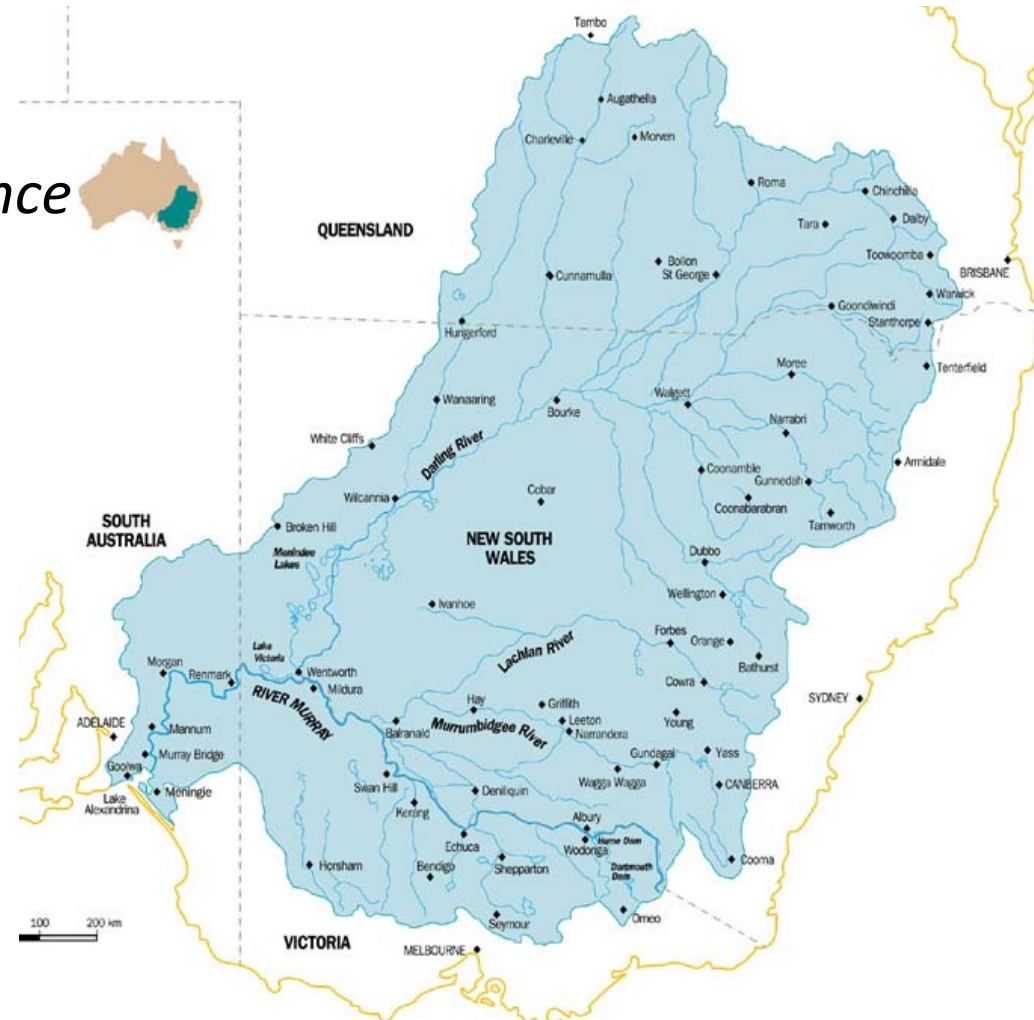 Tambo
Augathella
Charleville
Morven
nce
Roma
Chinchilla
Tara
Dalby
QUEENSLAND
Toowoomba
Bollon
St George
BRISBANE
Cunnamulla
Warwick
Goondiwindi
Stanthorpe
Hungerford
Moree
Tenterfield
Walgett
Wanaaring
Bourke
Narrabri
White Cliffs
Darling River
Armidale
Coonamble
Gunnedah
Wilcannia
Cobar
Coonabarabran
Tamworth
SOUTH
AUSTRALIA
Broken Hill
NEW SOUTH
WALES
Menindee
Lakes
Dubbo
Wellington
Ivanhoe
Forbes
Orange
Lachlan River
Lake
Victoria
Bathurst
Morgan
Renmark
Wentworth
Mildura
Cowra
RIVER MURRAY
Hay
Griffith
SYDNEY
Young
ADELAIDE
Mannum
Balranald
Murrumbidgee River
Leeton
Narrandera
Murray Bridge
Gundagai
Yass
Goolwa
Wagga Wagga
CANBERRA
Lake
Alexandrina
Meningie
Swan Hill
Deniliquin
Kerang
Albury
Echuca
Wodonga
Hume Dam
Horsham
Bendigo
Shepparton
Dartmouth
Dam
Cooma
100 200 km
Seymour
Omeo
VICTORIA
MELBOURNE